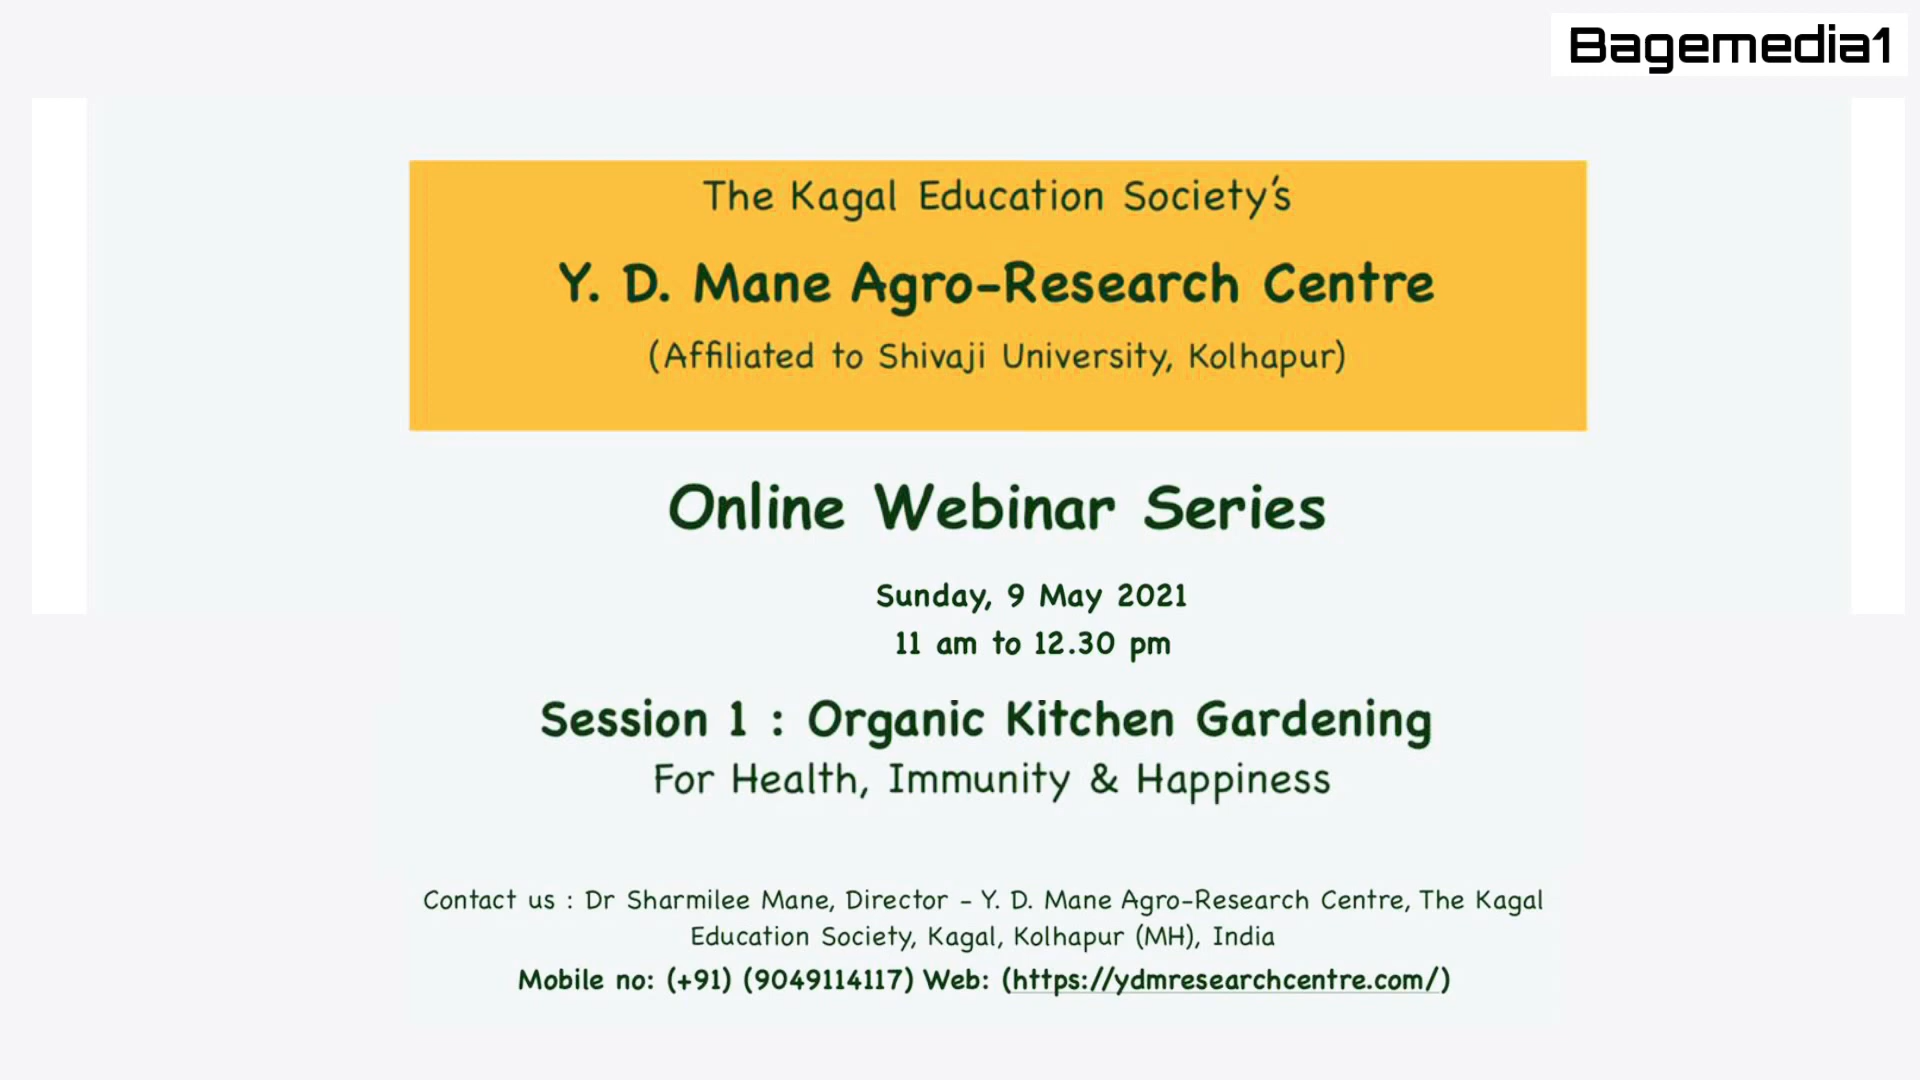 Bagemedia1
The Kagal Education Society's
Y. D. Mane Agro-Research Centre
(Affiliated to Shivaji University, Kolhapur)
Online Webinar Series
Sunday, 9 May 2021
11 am to 12.30 pm
Session 1 : Organic Kitchen Gardening
For Health, Immunity & Happiness
Contact us : Dr Sharmilee Mane, Director - Y. D. Mane Agro-Research Centre, The Kagal
Education Society, Kagal, Kolhapur (MH), India
Mobile no: (+91) (9049114117) Web: (https://ydmresearchcentre.com/)